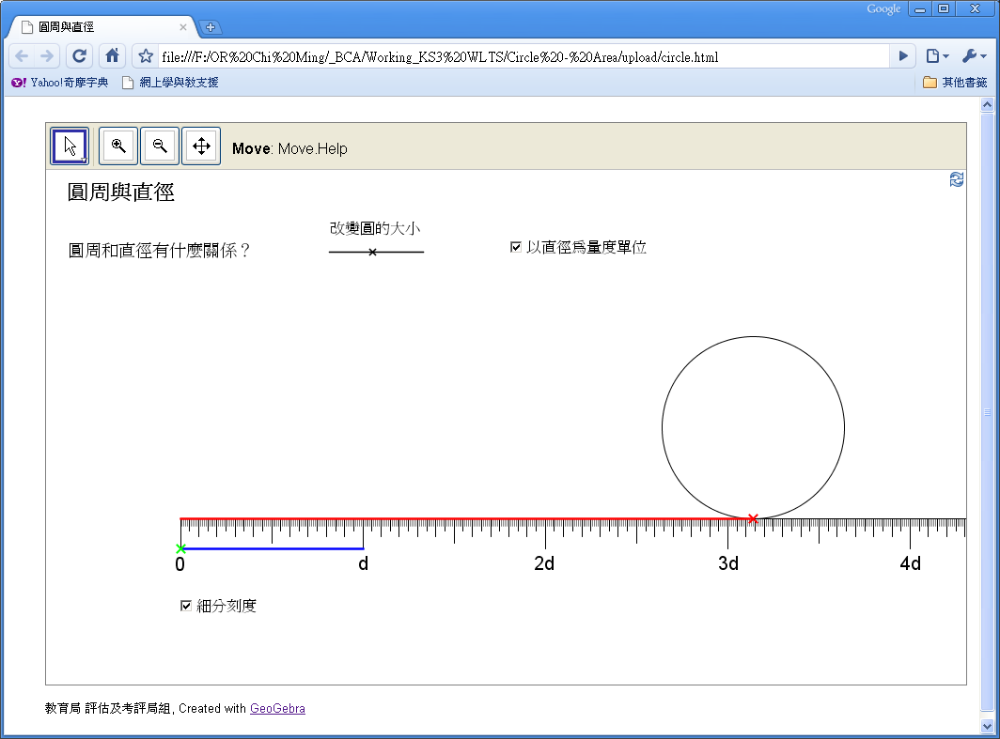 Google
圓周與直徑
file:///F:/OR%20Chi%20Ming/_BCA/Working_KS3%20WLTS/Circle%20-%20Area/upload/circle.html
Yahoo!奇摩字典 網上學與教支援 其他書籤
Move: Move.Help
圓周與直徑
改變圓的大小
圓周和直徑有什麼關係？
以直徑為量度單位
0 d 2d 3d 4d
細分刻度
教育局 評估及考評局組, Created with GeoGebra